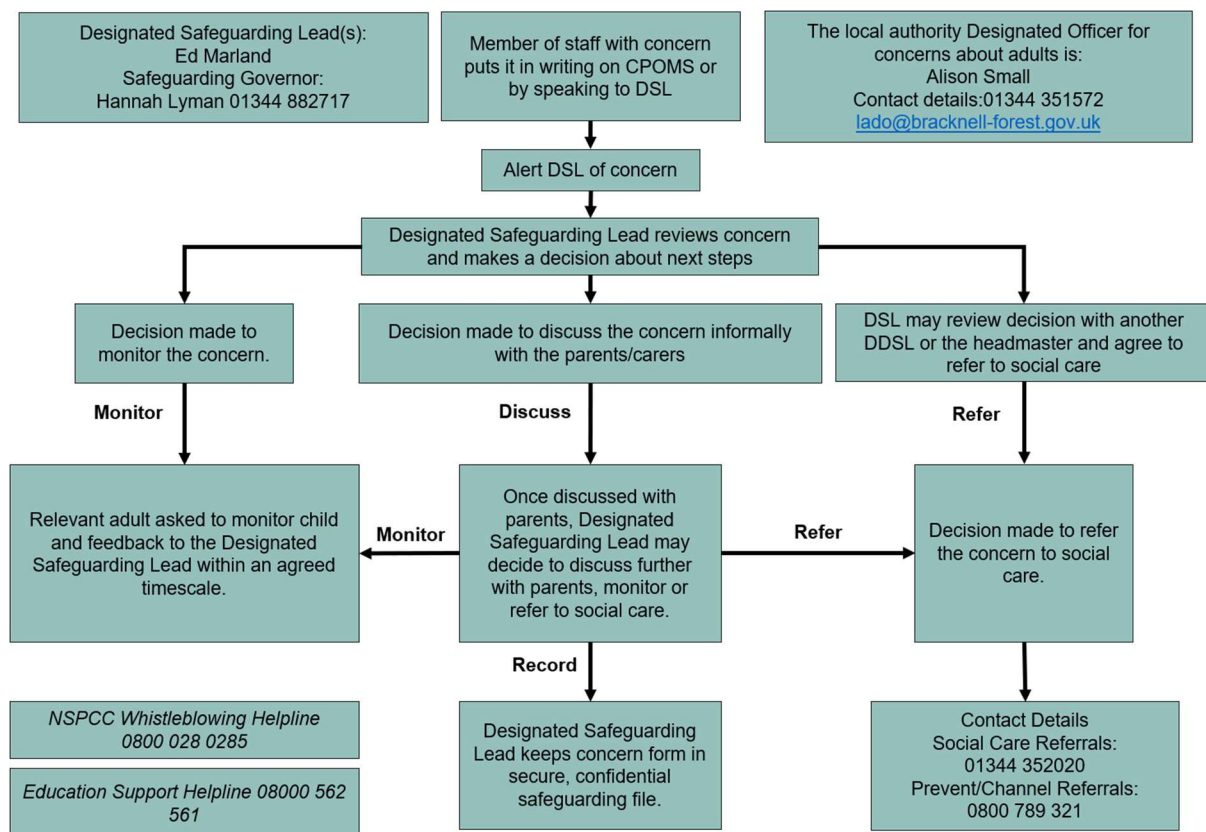 Designated Safeguarding Lead(s):
Ed Marland
Safeguarding Governor:
Hannah Lyman 01344 882717
Member of staff with concern
puts it in writing on CPOMS or
by speaking to DSL
The local authority Designated Officer for
concerns about adults is:
Alison Small
Contact details:01344 351572
lado@bracknell-forest.gov.uk
Alert DSL of concern
Designated Safeguarding Lead reviews concern
and makes a decision about next steps
Decision made to
monitor the concern.
Decision made to discuss the concern informally
with the parents/carers
DSL may review decision with another
DDSL or the headmaster and agree to
refer to social care
Monitor
Discuss
Refer
Relevant adult asked to monitor child
and feedback to the Designated
Safeguarding Lead within an agreed
timescale.
Monitor
Once discussed with
parents, Designated
Safeguarding Lead may
decide to discuss further
with parents, monitor or
refer to social care.
Refer
Decision made to refer
the concern to social
care.
Record
NSPCC Whistleblowing Helpline
0800 028 0285
Education Support Helpline 08000 562
561
Designated Safeguarding
Lead keeps concern form in
secure, confidential
safeguarding file.
Contact Details
Social Care Referrals:
01344 352020
Prevent/Channel Referrals:
0800 789 321